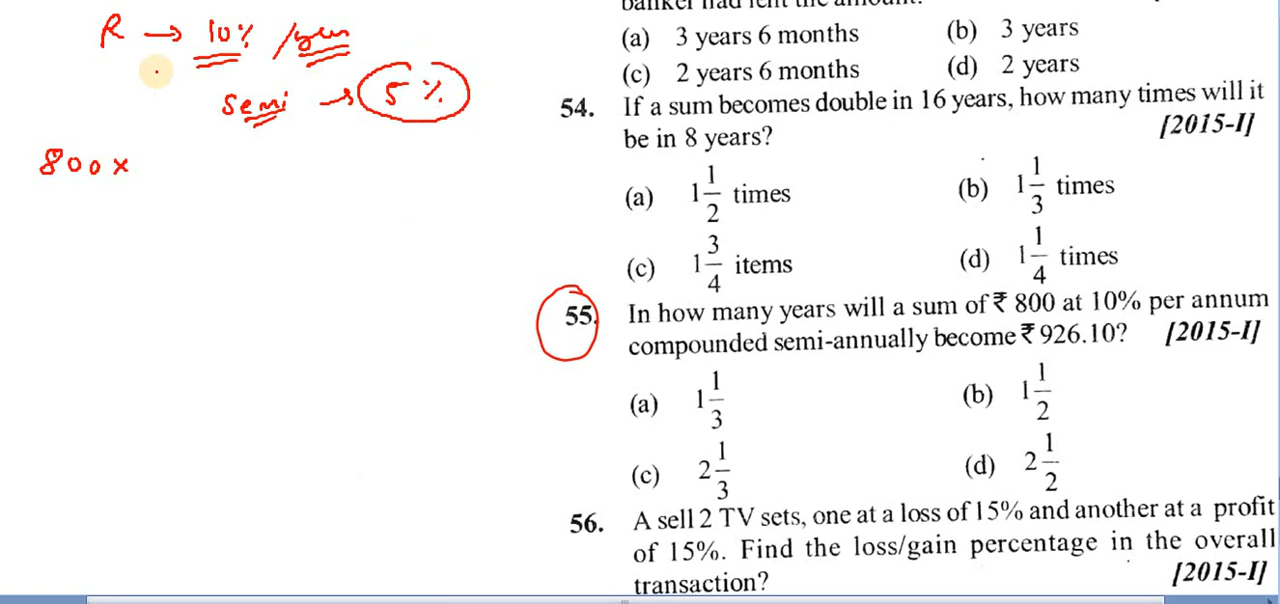 R → 10% / year
semi → 5%
800 ×
banker had lent the amount?
(a) 3 years 6 months (b) 3 years
(c) 2 years 6 months (d) 2 years
54. If a sum becomes double in 16 years, how many times will it
be in 8 years? [2015-I]
(a) 1 1/2 times (b) 1 1/3 times
(c) 1 3/4 items (d) 1 1/4 times
55. In how many years will a sum of ₹ 800 at 10% per annum
compounded semi-annually become ₹ 926.10? [2015-I]
(a) 1 1/3 (b) 1 1/2
(c) 2 1/3 (d) 2 1/2
56. A sell 2 TV sets, one at a loss of 15% and another at a profit
of 15%. Find the loss/gain percentage in the overall
transaction? [2015-I]